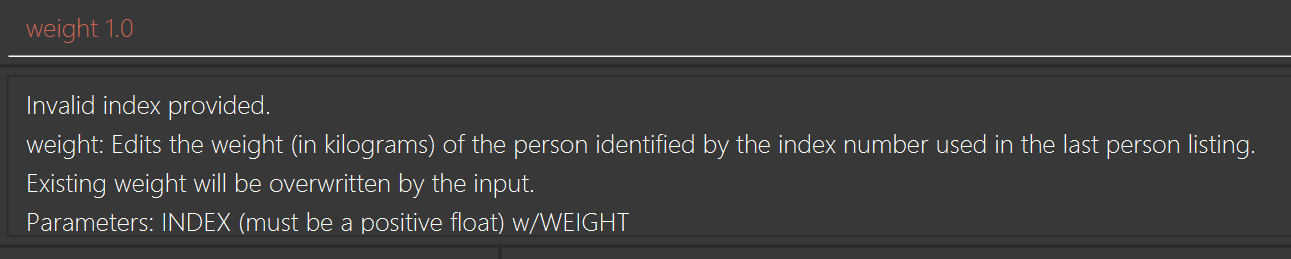 weight 1.0
Invalid index provided.
weight: Edits the weight (in kilograms) of the person identified by the index number used in the last person listing.
Existing weight will be overwritten by the input.
Parameters: INDEX (must be a positive float) w/WEIGHT